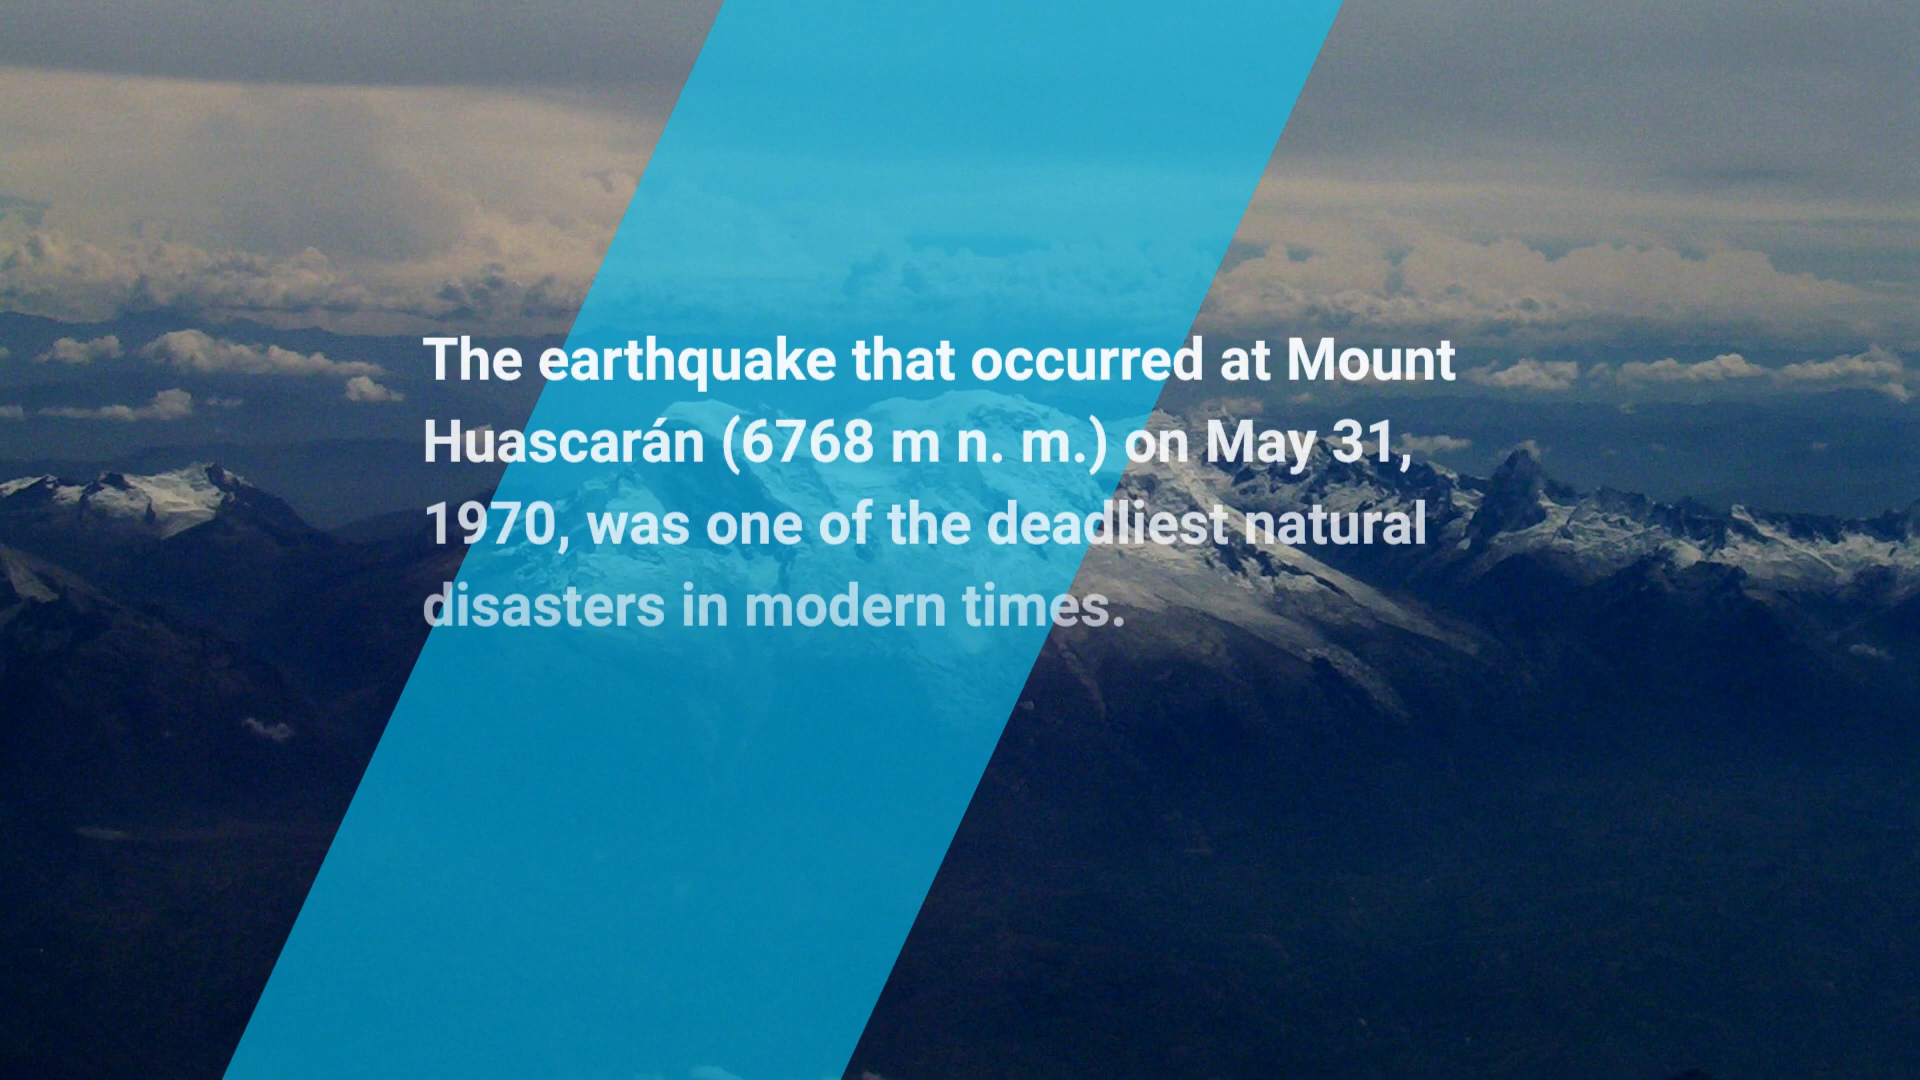 The earthquake that occurred at Mount
Huascarán (6768 m n. m.) on May 31,
1970, was one of the deadliest natural
disasters in modern times.